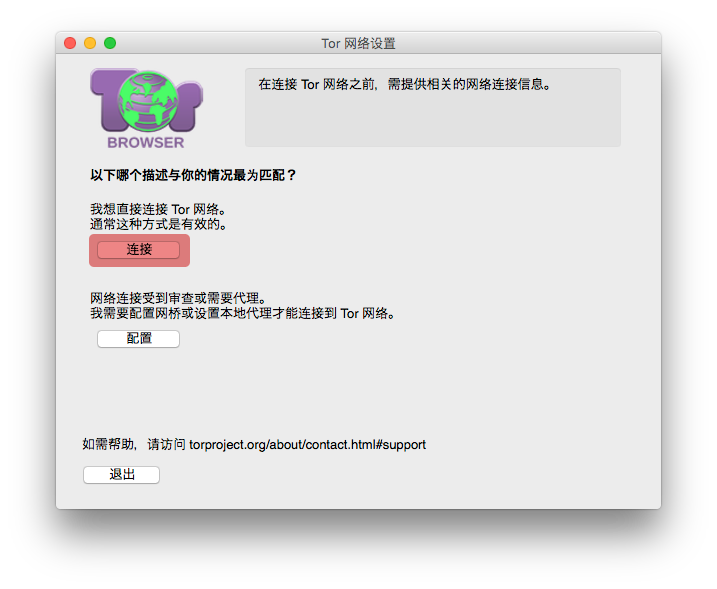 Tor 网络设置
Tor
BROWSER
在连接 Tor 网络之前，需提供相关的网络连接信息。
以下哪个描述与你的情况最为匹配？
我想直接连接 Tor 网络。
通常这种方式是有效的。
连接
网络连接受到审查或需要代理。
我需要配置网桥或设置本地代理才能连接到 Tor 网络。
配置
如需帮助，请访问 torproject.org/about/contact.html#support
退出